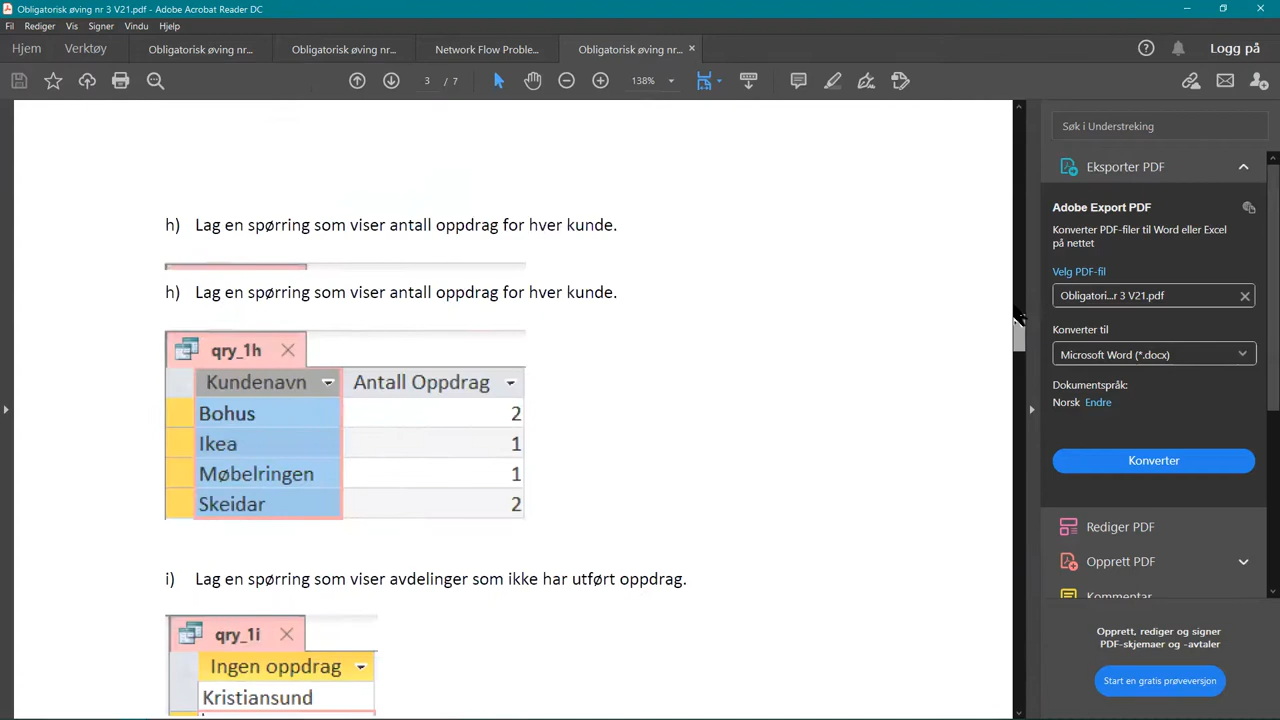 Obligatorisk øving nr 3 V21.pdf - Adobe Acrobat Reader DC
Fil Rediger Vis Signer Vindu Hjelp
Hjem Verktøy Obligatorisk øving nr... Obligatorisk øving nr... Network Flow Proble... Obligatorisk øving nr... × Logg på
3 / 7 138%
Søk i Understreking
Eksporter PDF
Adobe Export PDF
Konverter PDF-filer til Word eller Excel
på nettet
Velg PDF-fil
Obligatori...r 3 V21.pdf
Konverter til
Microsoft Word (*.docx)
Dokumentspråk:
Norsk Endre
Konverter
Rediger PDF
Opprett PDF
Kommentar
Opprett, rediger og signer
PDF-skjemaer og -avtaler
Start en gratis prøveversjon
h) Lag en spørring som viser antall oppdrag for hver kunde.
h) Lag en spørring som viser antall oppdrag for hver kunde.
qry_1h
Kundenavn Antall Oppdrag
Bohus 2
Ikea 1
Møbelringen 1
Skeidar 2
i) Lag en spørring som viser avdelinger som ikke har utført oppdrag.
qry_1i
Ingen oppdrag
Kristiansund